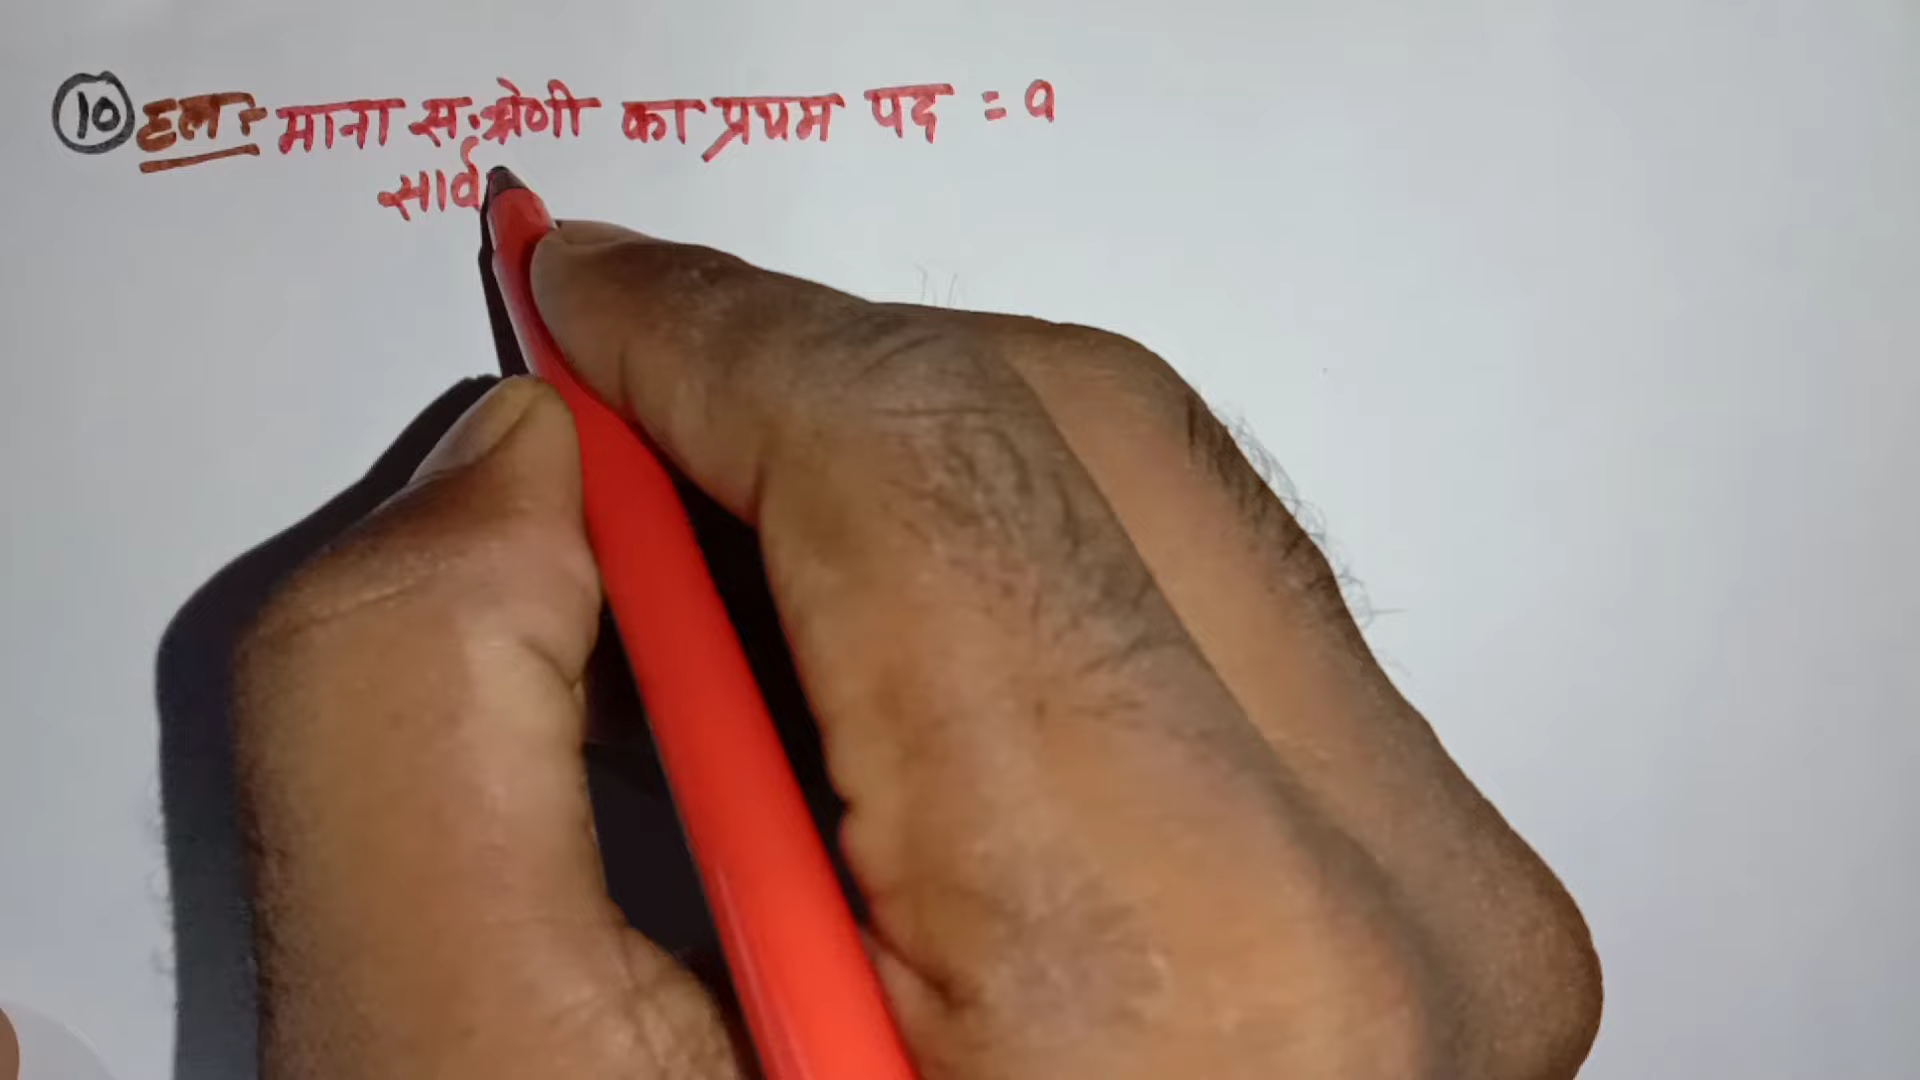 10 हल :- माना स.श्रेणी का प्रथम पद = a
सार्व